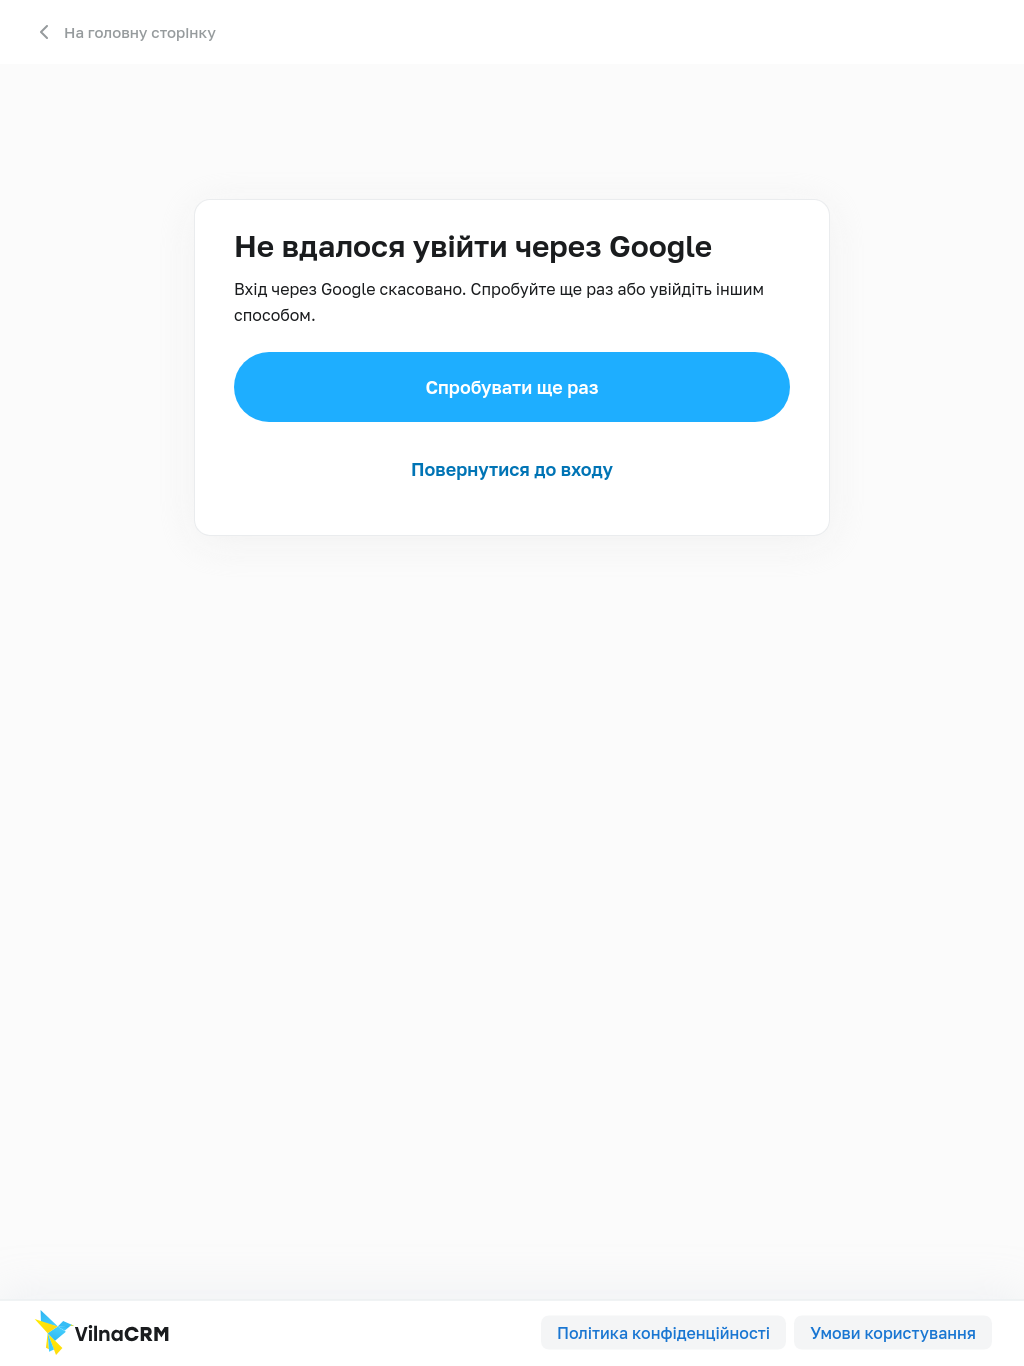 На головну сторінку
Не вдалося увійти через Google
Вхід через Google скасовано. Спробуйте ще раз або увійдіть іншим
способом.
Спробувати ще раз
Повернутися до входу
VilnaCRM
Політика конфіденційності
Умови користування